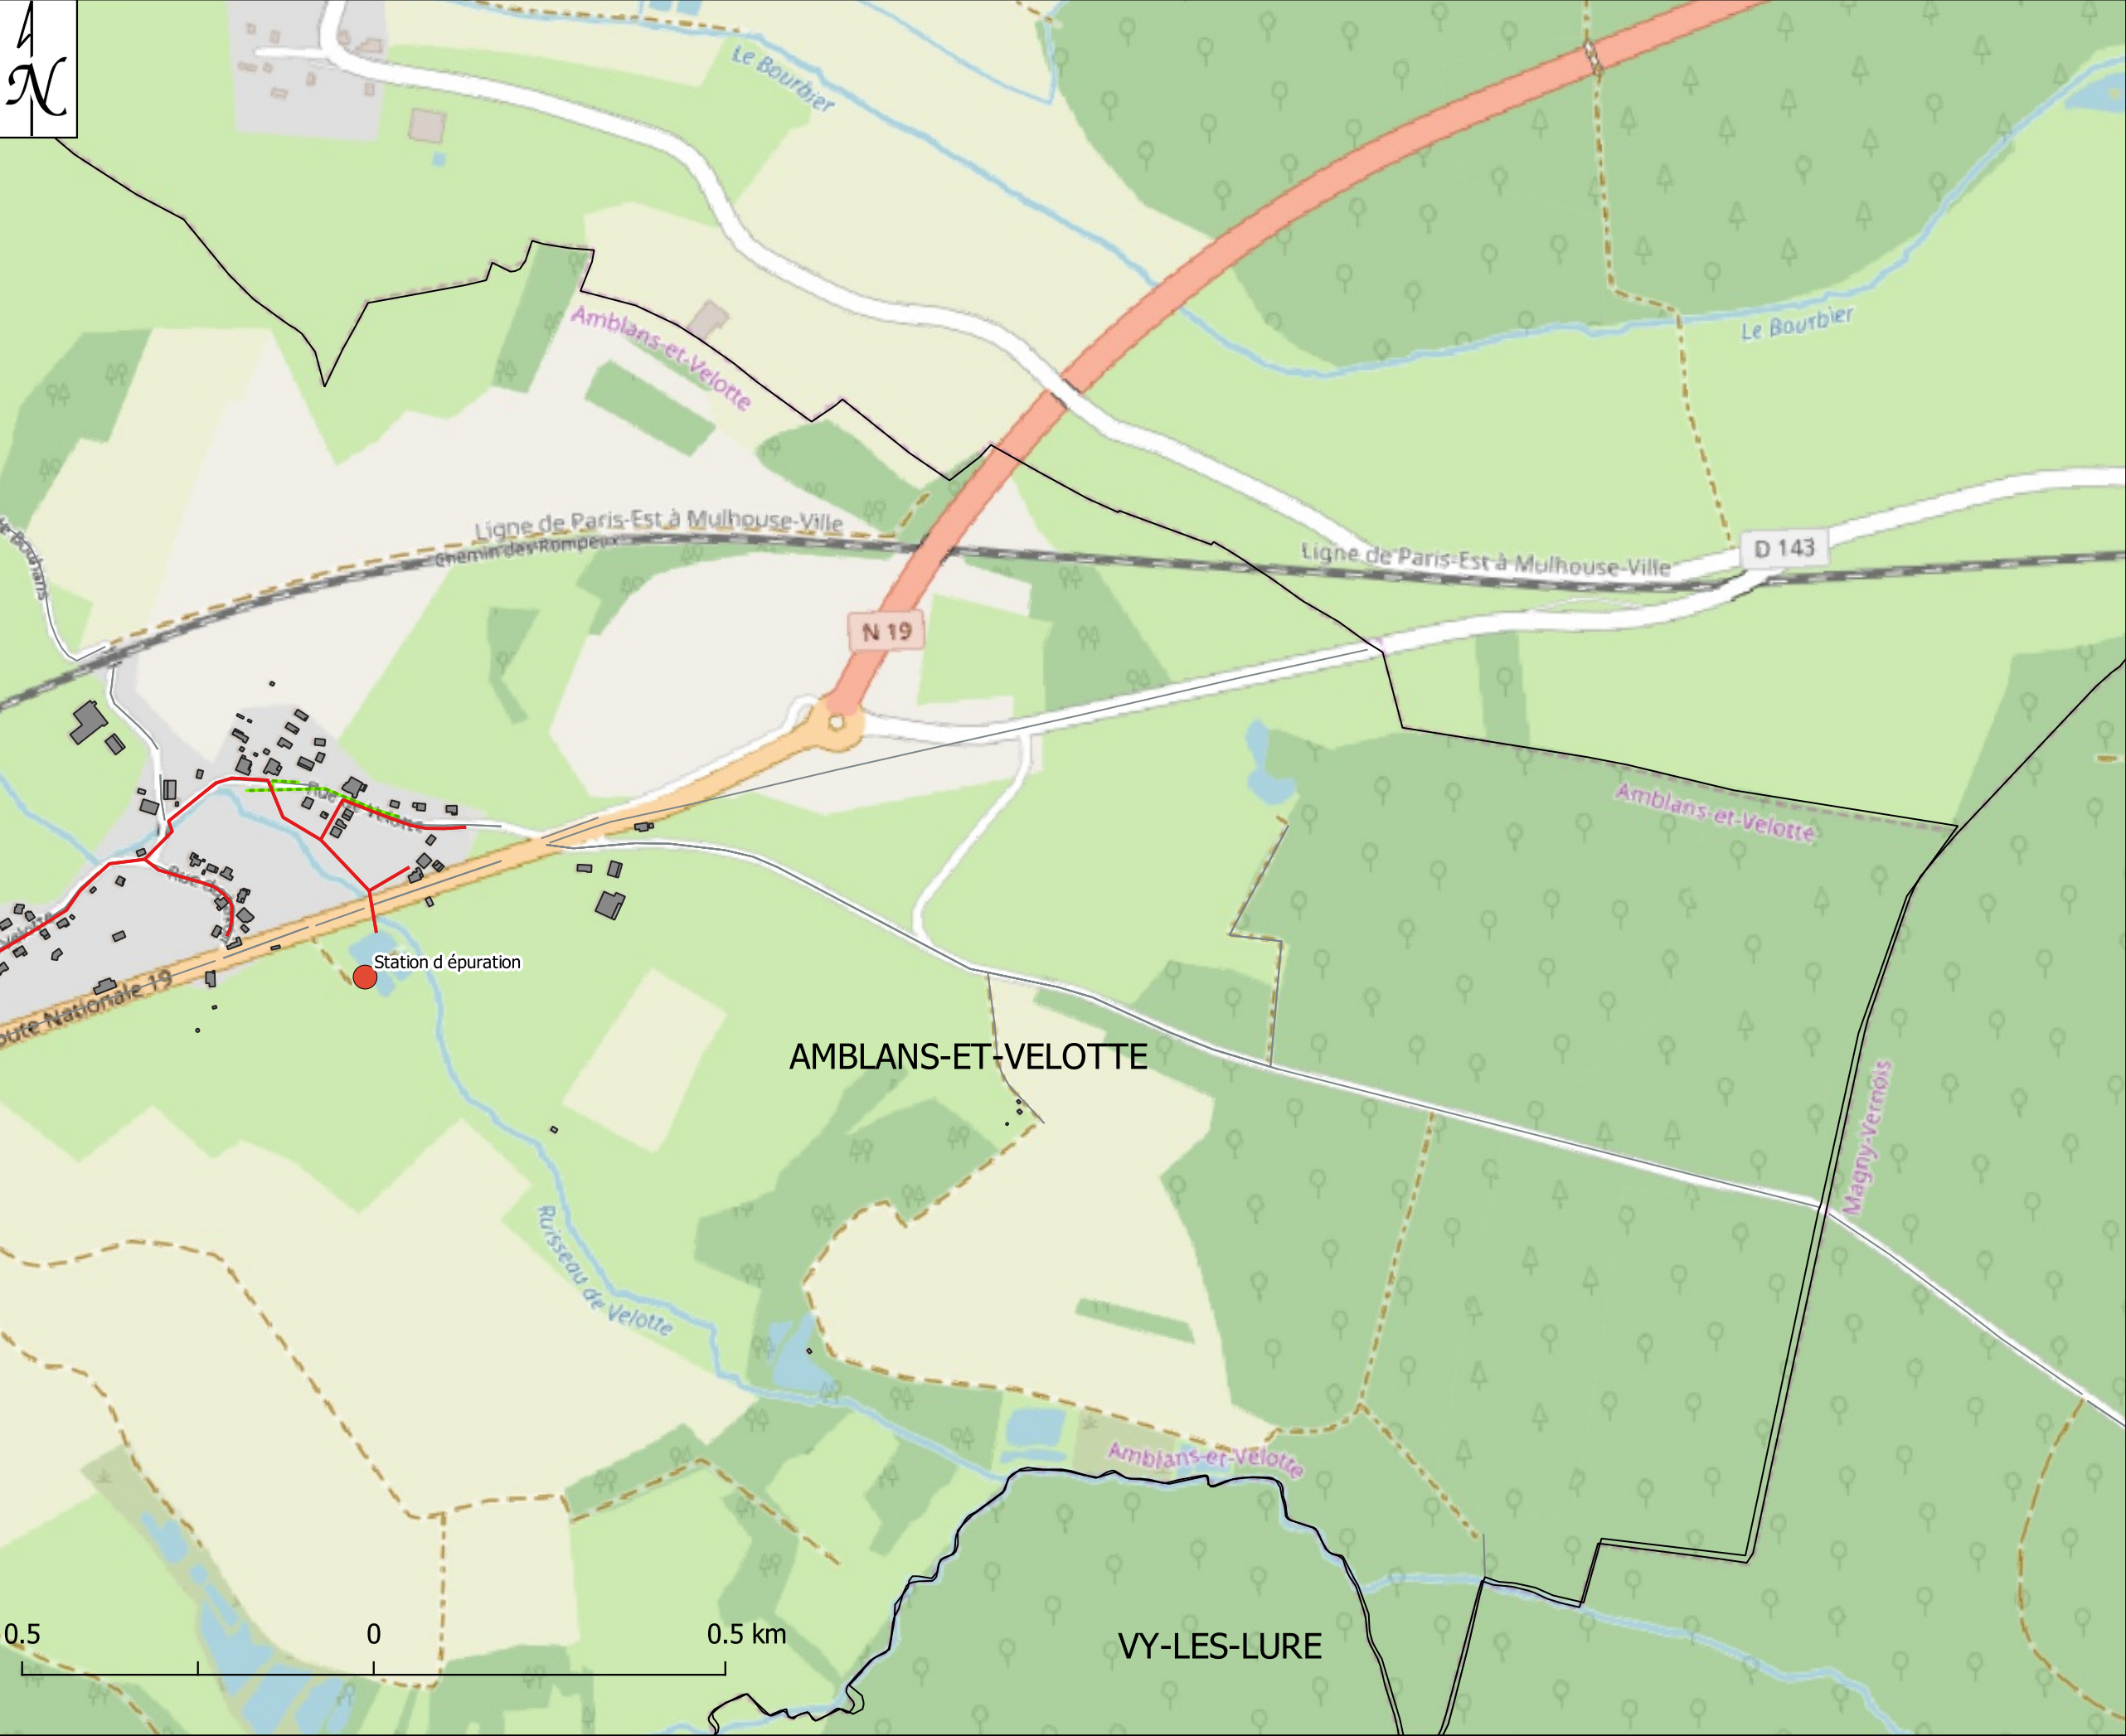 N
Le Bourbier
Le Bourbier
Amblans-et-Velotte
Ligne de Paris-Est à Mulhouse-Ville
Chemin des Rompeux
Ligne de Paris-Est à Mulhouse-Ville
D 143
N 19
Amblans-et-Velotte
Station d épuration
Nationale 19
AMBLANS-ET-VELOTTE
Magny-Vernois
Ruisseau de Velotte
Amblans-et-Velotte
0.5
0
0.5 km
VY-LES-LURE